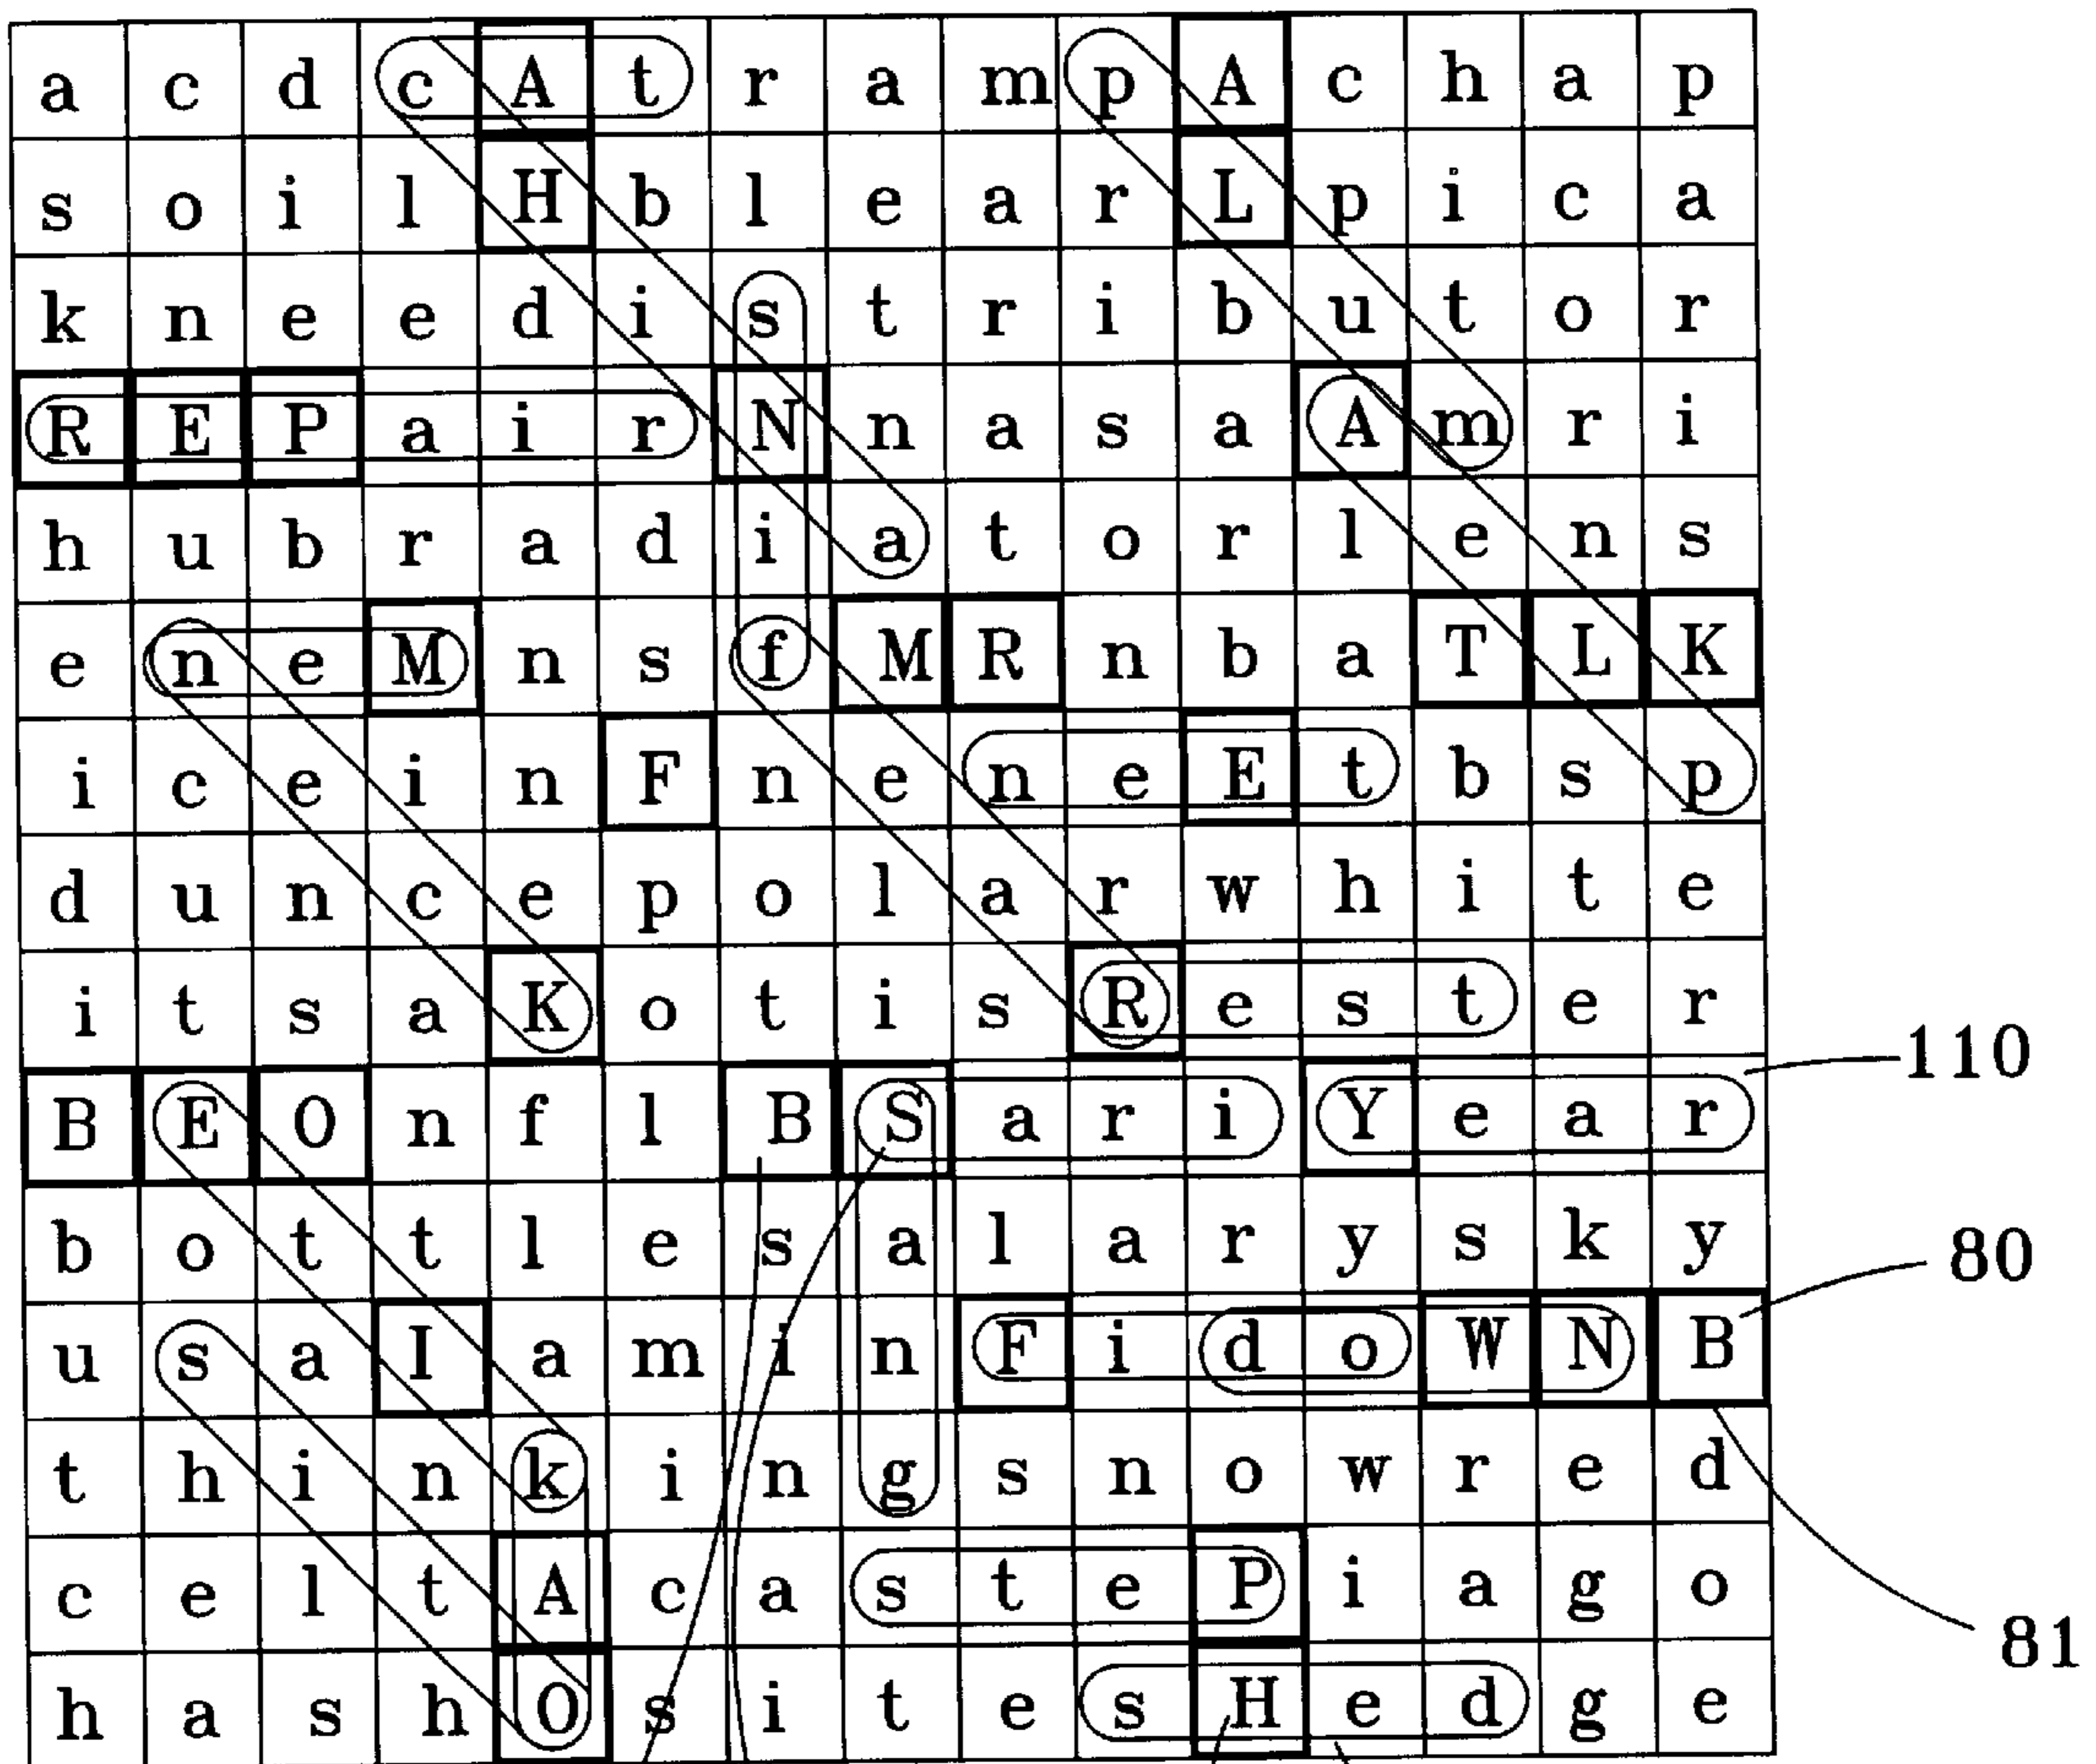 a c d c A t r a m p A c h a p
s o i l H b l e a r L p i c a
k n e e d i s t r i b u t o r
R E P a i r N n a s a A m r i
h u b r a d i a t o r l e n s
e n e M n s f M R n b a T L K
i c e i n F n e n e E t b s p
d u n c e p o l a r w h i t e
i t s a K o t i s R e s t e r
110
B E O n f l B S a r i Y e a r
b o t t l e s a l a r y s k y
80
u s a I a m i n F i d o W N B
t h i n k i n g s n o w r e d
c e l t A c a s t e P i a g o
81
h a s h O s i t e s H e d g e